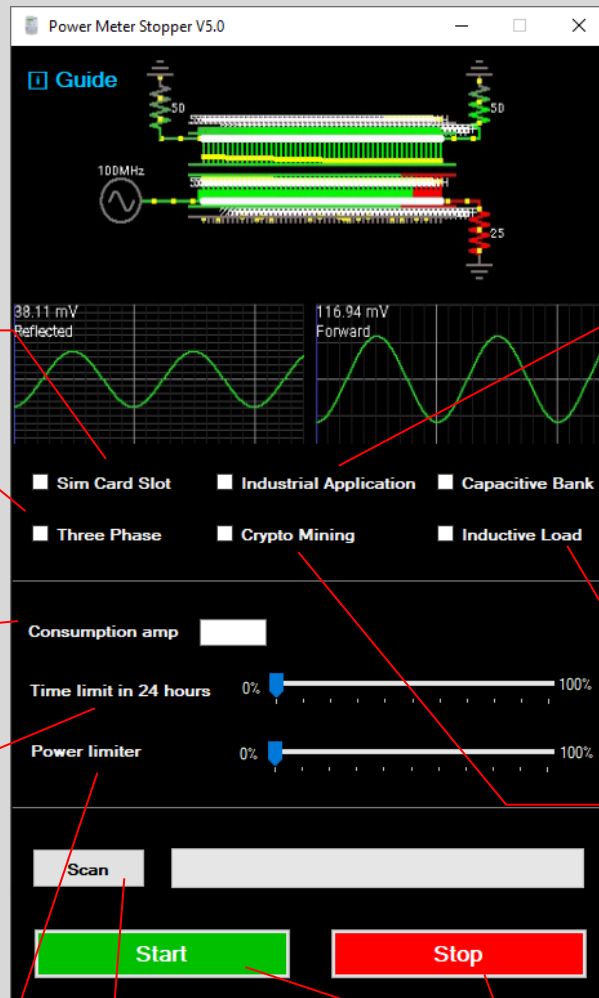 Power Meter Stopper V5.0
i Guide
50
50
100MHz
25
38.11 mV
Reflected
116.94 mV
Forward
Sim Card Slot
Industrial Application
Capacitive Bank
Three Phase
Crypto Mining
Inductive Load
Consumption amp
Time limit in 24 hours
0%
100%
Power limiter
0%
100%
Scan
Start
Stop